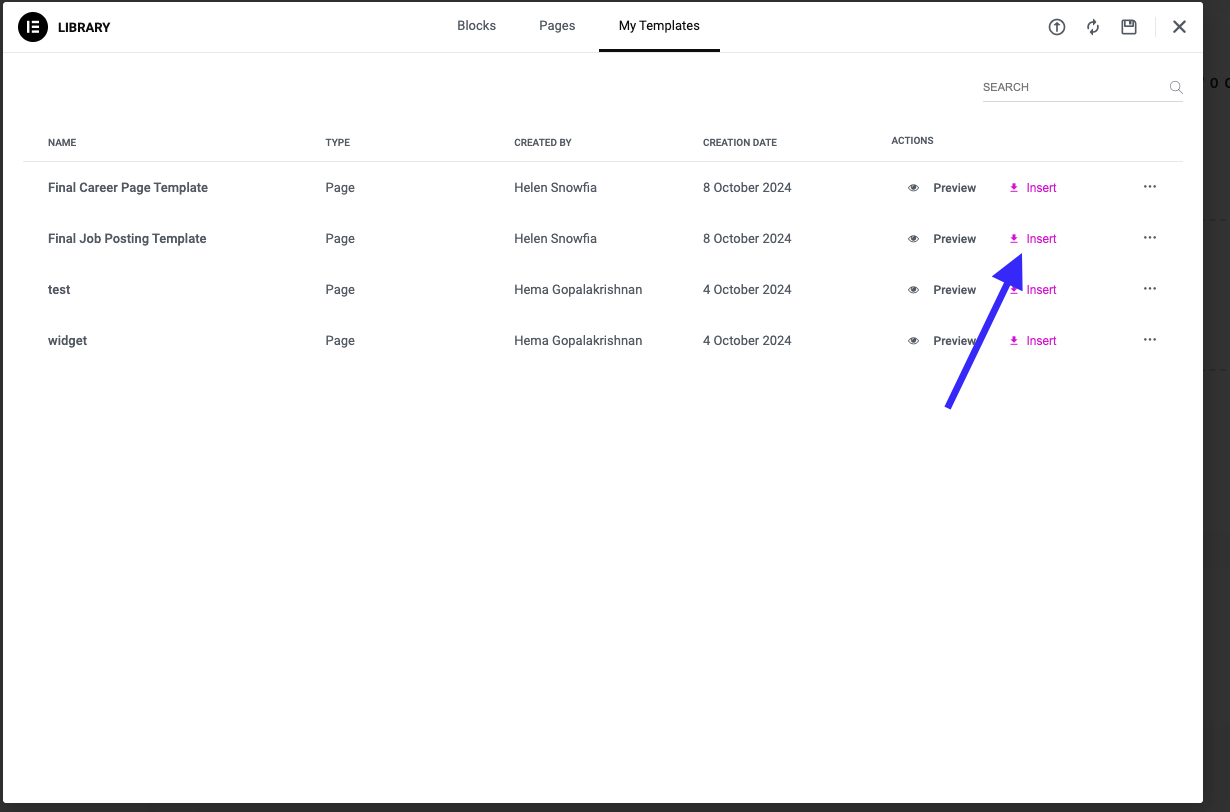 LIBRARY
Blocks Pages My Templates
SEARCH
NAME TYPE CREATED BY CREATION DATE ACTIONS
Final Career Page Template Page Helen Snowfia 8 October 2024 Preview Insert ...
Final Job Posting Template Page Helen Snowfia 8 October 2024 Preview Insert ...
test Page Hema Gopalakrishnan 4 October 2024 Preview Insert ...
widget Page Hema Gopalakrishnan 4 October 2024 Preview Insert ...